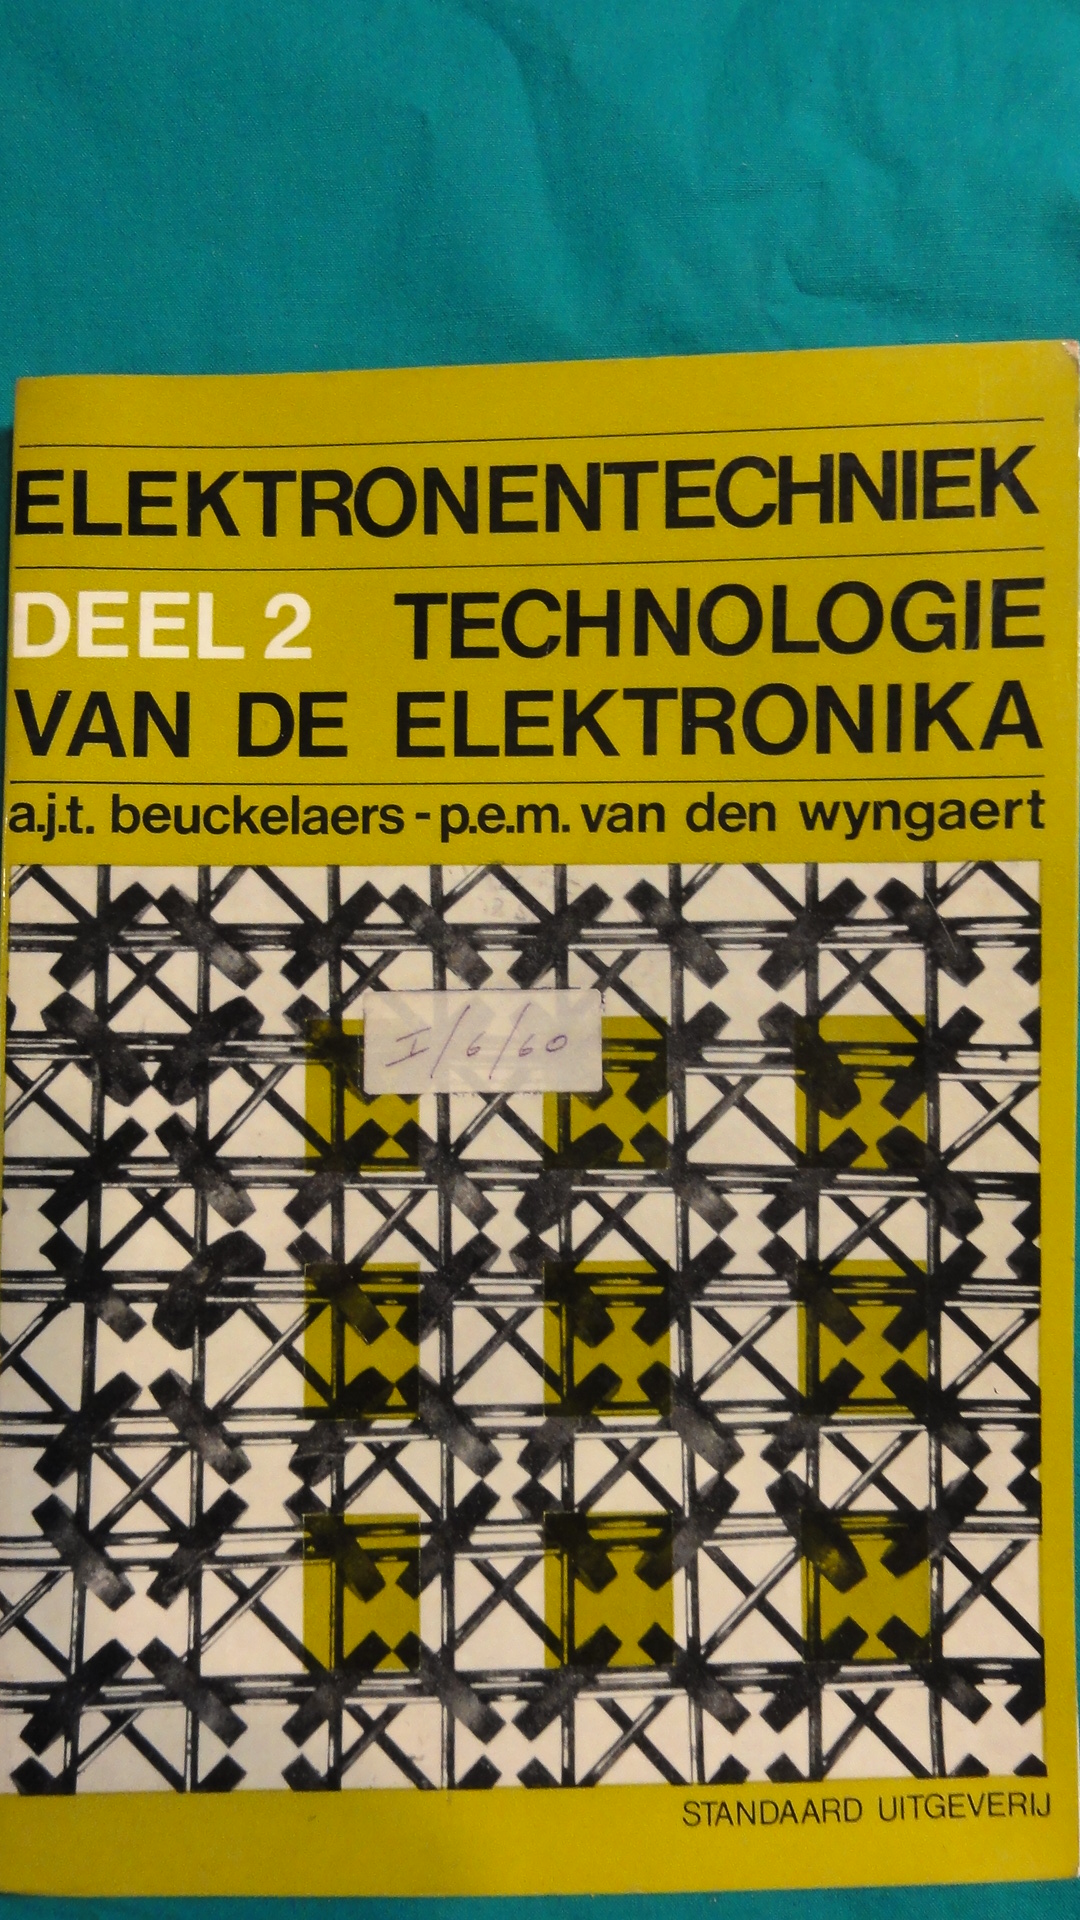 ELEKTRONENTECHNIEK
DEEL 2 TECHNOLOGIE
VAN DE ELEKTRONIKA
a.j.t. beuckelaers - p.e.m. van den wyngaert
I/6/60
STANDAARD UITGEVERIJ